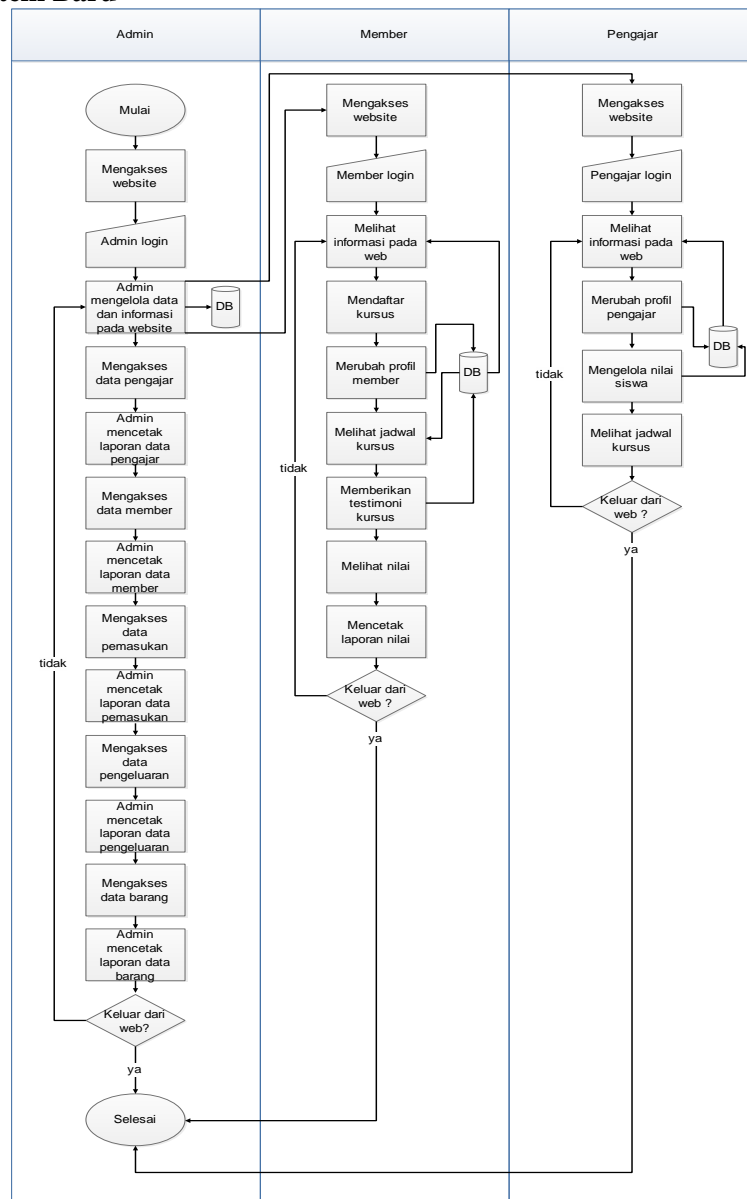 Admin
Member
Pengajar
Mulai
Mengakses
website
Admin login
Admin
mengelola data
dan informasi
pada website
DB
Mengakses
data pengajar
Admin
mencetak
laporan data
pengajar
Mengakses
data member
Admin
mencetak
laporan data
member
Mengakses
data
pemasukan
tidak
Admin
mencetak
laporan data
pemasukan
Mengakses
data
pengeluaran
Admin
mencetak
laporan data
pengeluaran
Mengakses
data barang
Admin
mencetak
laporan data
barang
Keluar dari
web?
ya
Selesai
Mengakses
website
Member login
Melihat
informasi pada
web
Mendaftar
kursus
Merubah profil
member
DB
Melihat jadwal
kursus
tidak
Memberikan
testimoni
kursus
Melihat nilai
Mencetak
laporan nilai
Keluar dari
web ?
ya
Mengakses
website
Pengajar login
Melihat
informasi pada
web
Merubah profil
pengajar
DB
tidak
Mengelola nilai
siswa
Melihat jadwal
kursus
Keluar dari
web ?
ya